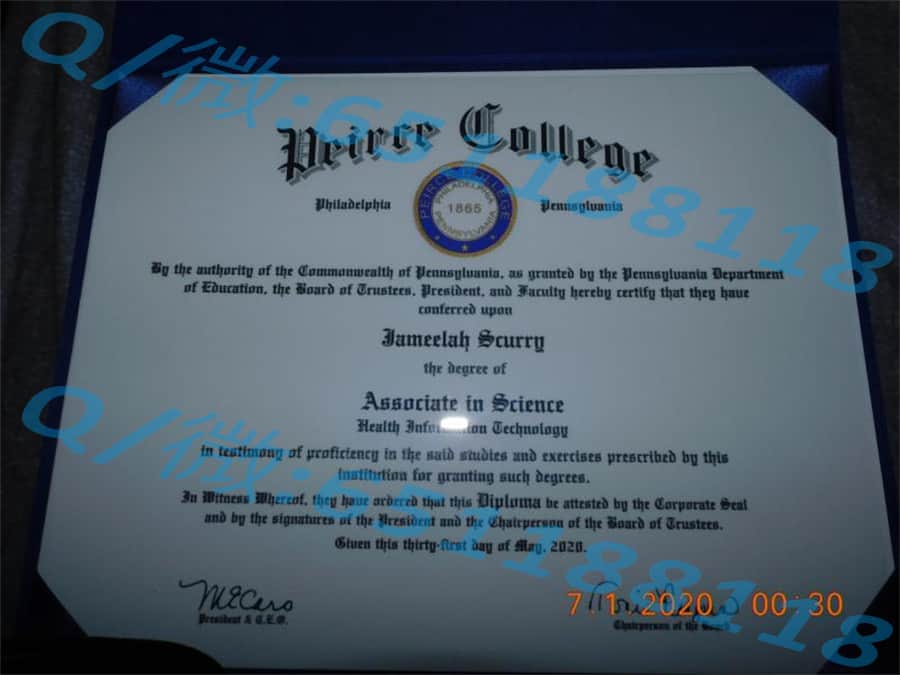 Peirce College
Philadelphia
Pennsylvania
PEIRCE COLLEGE
PHILADELPHIA
1865
PENNSYLVANIA
By the authority of the Commonwealth of Pennsylvania, as granted by the Pennsylvania Department
of Education, the Board of Trustees, President, and Faculty hereby certify that they have
conferred upon
Jameelah Scurry
the degree of
Associate in Science
Health Information Technology
in testimony of proficiency in the said studies and exercises prescribed by this
institution for granting such degrees.
In Witness Whereof, they have ordered that this Diploma be attested by the Corporate Seal
and by the signatures of the President and the Chairperson of the Board of Trustees.
Given this thirty-first day of May, 2020.
President & C.E.O.
Chairperson of the Board
7/1/2020 00:30
Q/微:65118118
Q/微:65118118